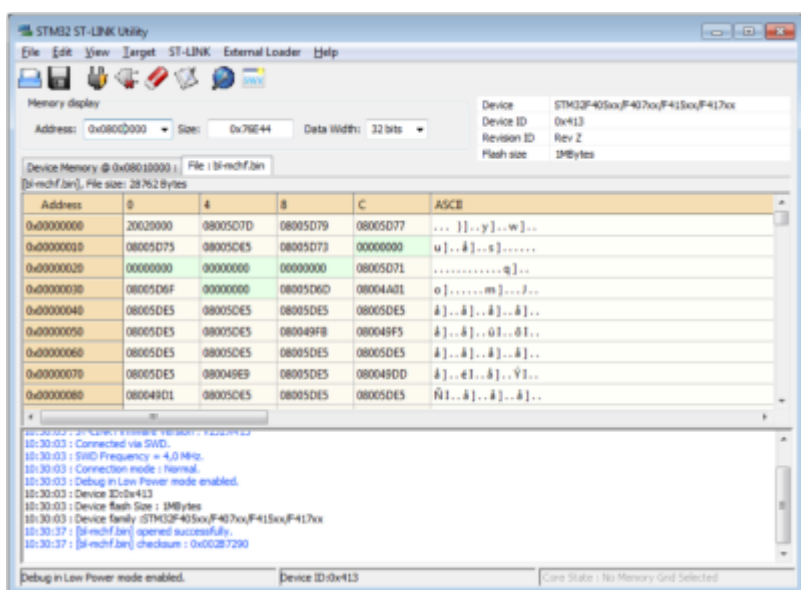 STM32 ST-LINK Utility
File Edit View Target ST-LINK External Loader Help
Memory display
Address: 0x08000000 Size: 0x76E44 Data Width: 32 bits
Device STM32F405xx/F407xx/F415xx/F417xx
Device ID 0x413
Revision ID Rev Z
Flash size 1MBytes
Device Memory @ 0x08010000 : File : bl-mchf.bin
[bl-mchf.bin], File size: 28762 Bytes
Address 0 4 8 C ASCII
0x00000000 20020000 08005D7D 08005D79 08005D77 ... }]..y]..w]..
0x00000010 08005D75 08005DE5 08005D73 00000000 u]..å]..s]......
0x00000020 00000000 00000000 00000000 08005D71 ............q]..
0x00000030 08005D6F 00000000 08005D6D 08004A01 o]......m]...J..
0x00000040 08005DE5 08005DE5 08005DE5 08005DE5 å]..å]..å]..å]..
0x00000050 08005DE5 08005DE5 080049FB 080049F5 å]..å]..ûI..õI..
0x00000060 08005DE5 08005DE5 08005DE5 08005DE5 å]..å]..å]..å]..
0x00000070 08005DE5 080049E9 08005DE5 080049DD å]..éI..å]..ÝI..
0x00000080 080049D1 08005DE5 08005DE5 08005DE5 ÑI..å]..å]..å]..
10:30:03 : Connected via SWD.
10:30:03 : SWD Frequency = 4,0 MHz.
10:30:03 : Connection mode : Normal.
10:30:03 : Debug in Low Power mode enabled.
10:30:03 : Device ID:0x413
10:30:03 : Device flash Size : 1MBytes
10:30:03 : Device family :STM32F405xx/F407xx/F415xx/F417xx
10:30:37 : [bl-mchf.bin] opened successfully.
10:30:37 : [bl-mchf.bin] checksum : 0x002B7290
Debug in Low Power mode enabled. Device ID:0x413 Core State : No Memory Grid Selected